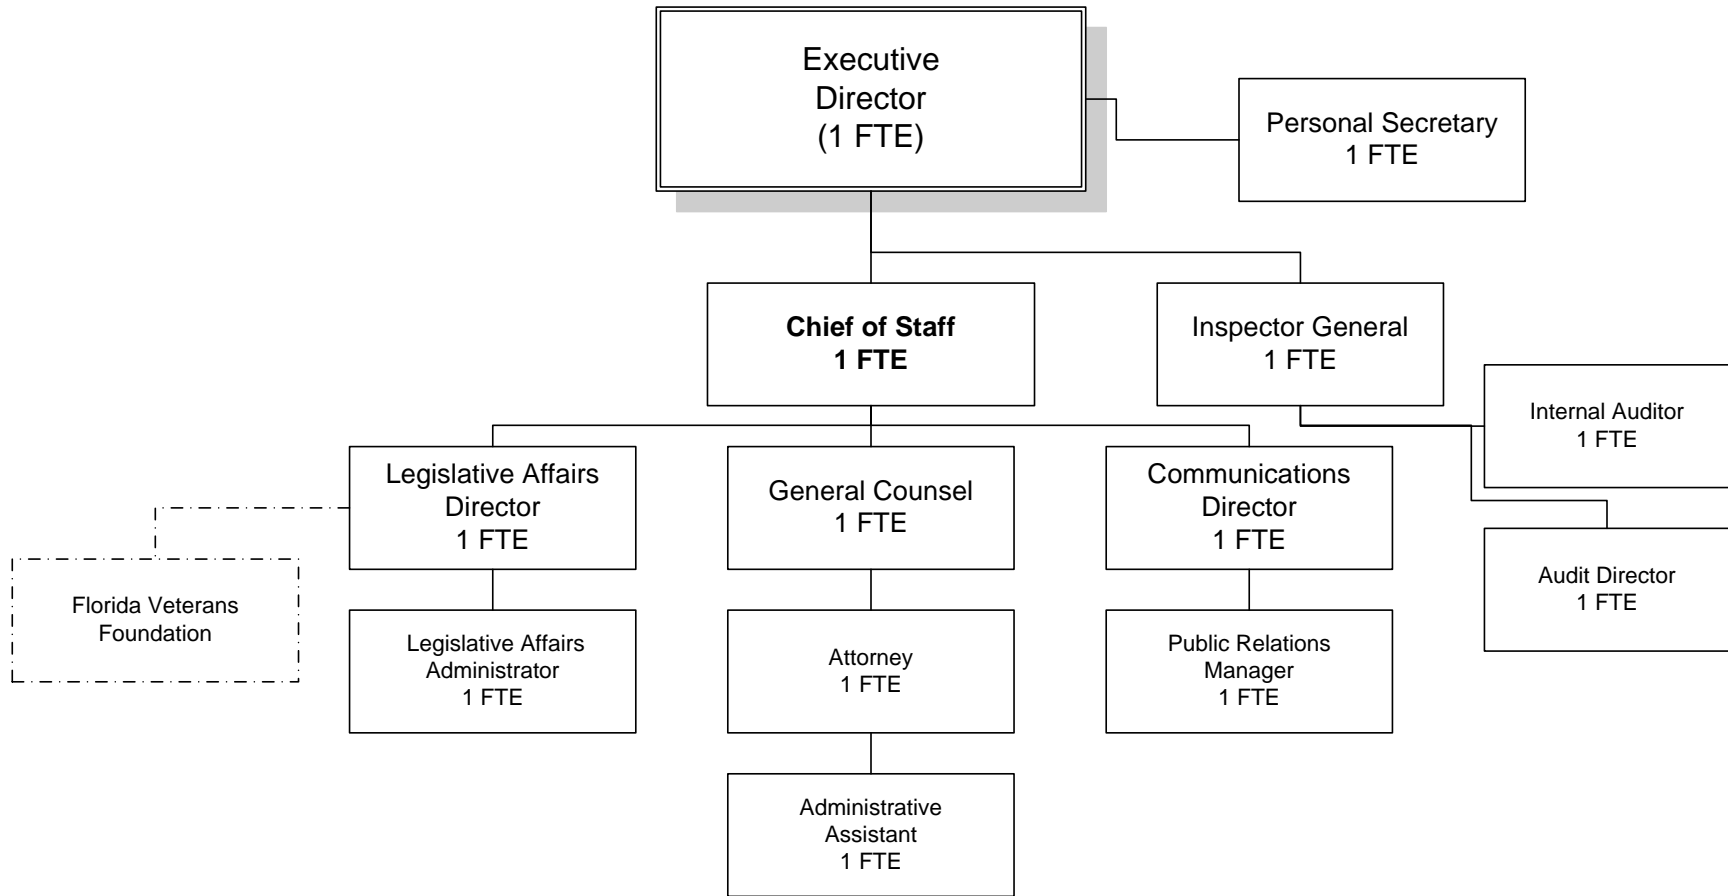 Executive
Director
(1 FTE)
Personal Secretary
1 FTE
Chief of Staff
1 FTE
Inspector General
1 FTE
Internal Auditor
1 FTE
Legislative Affairs
Director
1 FTE
General Counsel
1 FTE
Communications
Director
1 FTE
Audit Director
1 FTE
Florida Veterans
Foundation
Legislative Affairs
Administrator
1 FTE
Attorney
1 FTE
Public Relations
Manager
1 FTE
Administrative
Assistant
1 FTE